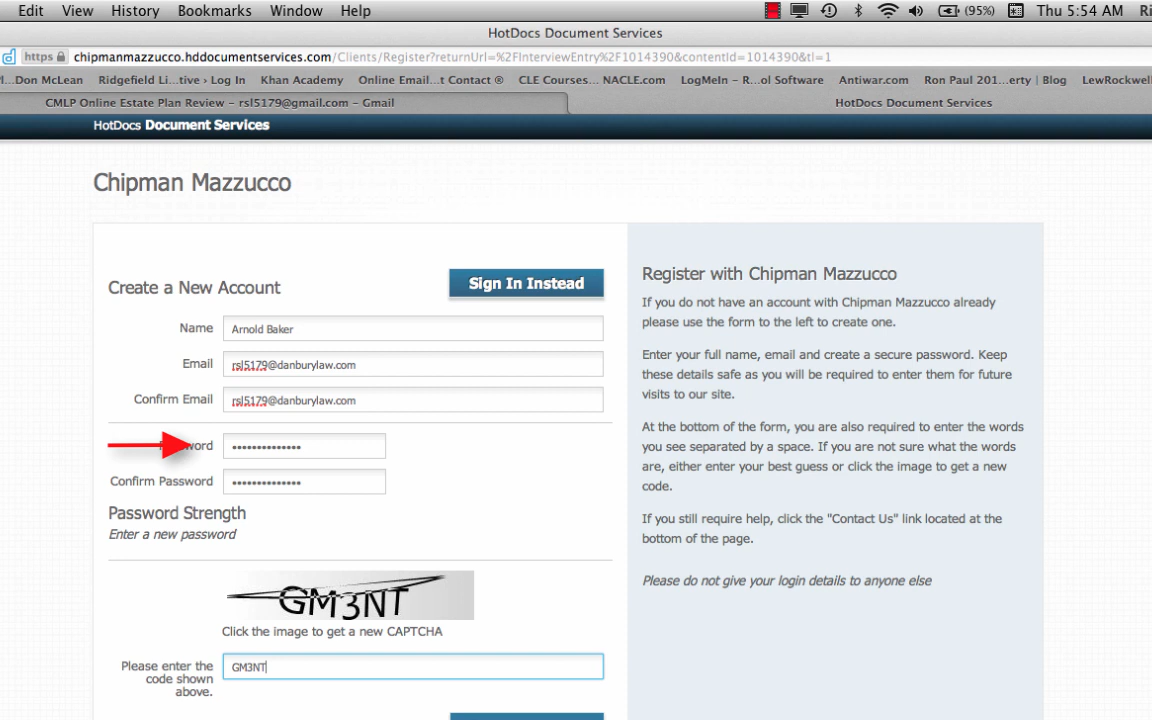 Edit View History Bookmarks Window Help (95%) Thu 5:54 AM Ri
HotDocs Document Services
https chipmanmazzucco.hddocumentservices.com/Clients/Register?returnUrl=%2FInterviewEntry%2F1014390&contentId=1014390&tl=1
l...Don McLean Ridgefield Li...tive › Log In Khan Academy Online Email...t Contact ® CLE Courses... NACLE.com LogMeIn – R...ol Software Antiwar.com Ron Paul 201...erty | Blog LewRockwel
CMLP Online Estate Plan Review – rsl5179@gmail.com – Gmail HotDocs Document Services
HotDocs Document Services
Chipman Mazzucco
Create a New Account
Sign In Instead
Name Arnold Baker
Email rsl5179@danburylaw.com
Confirm Email rsl5179@danburylaw.com
word ••••••••••••••
Confirm Password ••••••••••••••
Password Strength
Enter a new password
GM3NT
Click the image to get a new CAPTCHA
Please enter the
code shown
above.
GM3NT
Register with Chipman Mazzucco
If you do not have an account with Chipman Mazzucco already
please use the form to the left to create one.
Enter your full name, email and create a secure password. Keep
these details safe as you will be required to enter them for future
visits to our site.
At the bottom of the form, you are also required to enter the words
you see separated by a space. If you are not sure what the words
are, either enter your best guess or click the image to get a new
code.
If you still require help, click the "Contact Us" link located at the
bottom of the page.
Please do not give your login details to anyone else